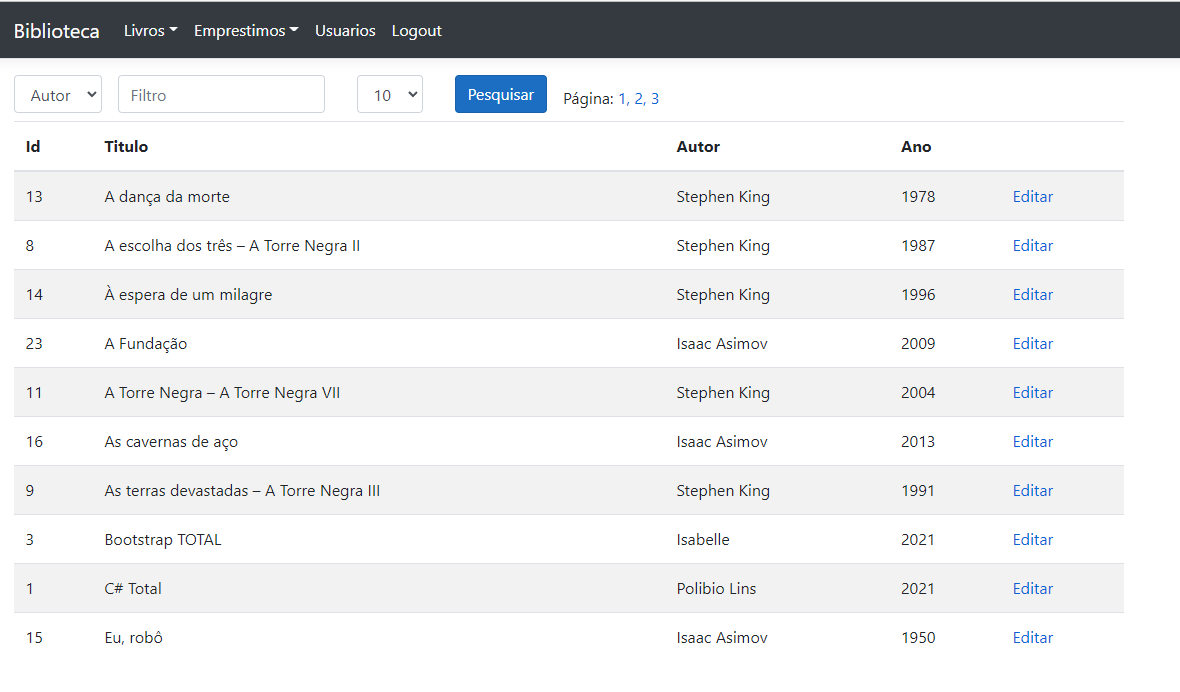 Biblioteca Livros Emprestimos Usuarios Logout
Autor Filtro 10 Pesquisar Página: 1, 2, 3
Id Titulo Autor Ano
13 A dança da morte Stephen King 1978 Editar
8 A escolha dos três – A Torre Negra II Stephen King 1987 Editar
14 À espera de um milagre Stephen King 1996 Editar
23 A Fundação Isaac Asimov 2009 Editar
11 A Torre Negra – A Torre Negra VII Stephen King 2004 Editar
16 As cavernas de aço Isaac Asimov 2013 Editar
9 As terras devastadas – A Torre Negra III Stephen King 1991 Editar
3 Bootstrap TOTAL Isabelle 2021 Editar
1 C# Total Polibio Lins 2021 Editar
15 Eu, robô Isaac Asimov 1950 Editar